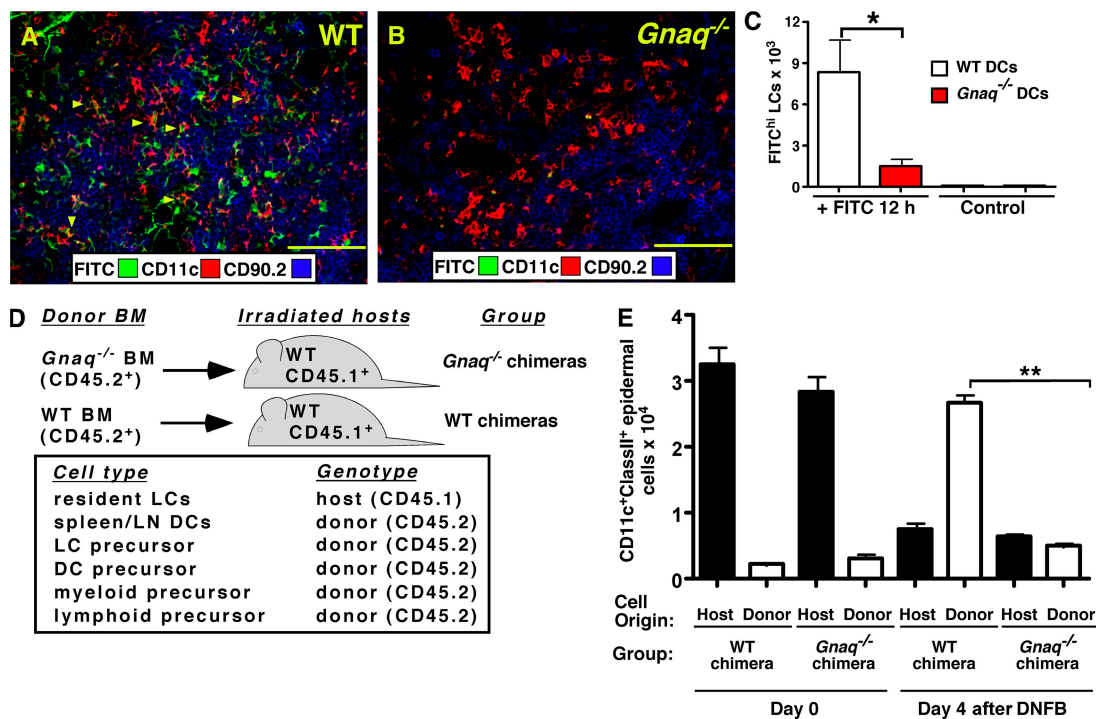 A
WT
FITC CD11c CD90.2
B
Gnaq-/-
FITC CD11c CD90.2
C
FITChi LCs x 10³
12
9
6
3
0
*
WT DCs
Gnaq-/- DCs
+ FITC 12 h
Control
D
Donor BM Irradiated hosts Group
Gnaq-/- BM
(CD45.2+)
WT
CD45.1+
Gnaq-/- chimeras
WT BM
(CD45.2+)
WT
CD45.1+
WT chimeras
Cell type Genotype
resident LCs host (CD45.1)
spleen/LN DCs donor (CD45.2)
LC precursor donor (CD45.2)
DC precursor donor (CD45.2)
myeloid precursor donor (CD45.2)
lymphoid precursor donor (CD45.2)
E
CD11c+ClassII+ epidermal
cells x 10⁴
4
3
2
1
0
**
Cell
Origin:
Host Donor Host Donor Host Donor Host Donor
Group:
WT
chimera
Gnaq-/-
chimera
WT
chimera
Gnaq-/-
chimera
Day 0
Day 4 after DNFB